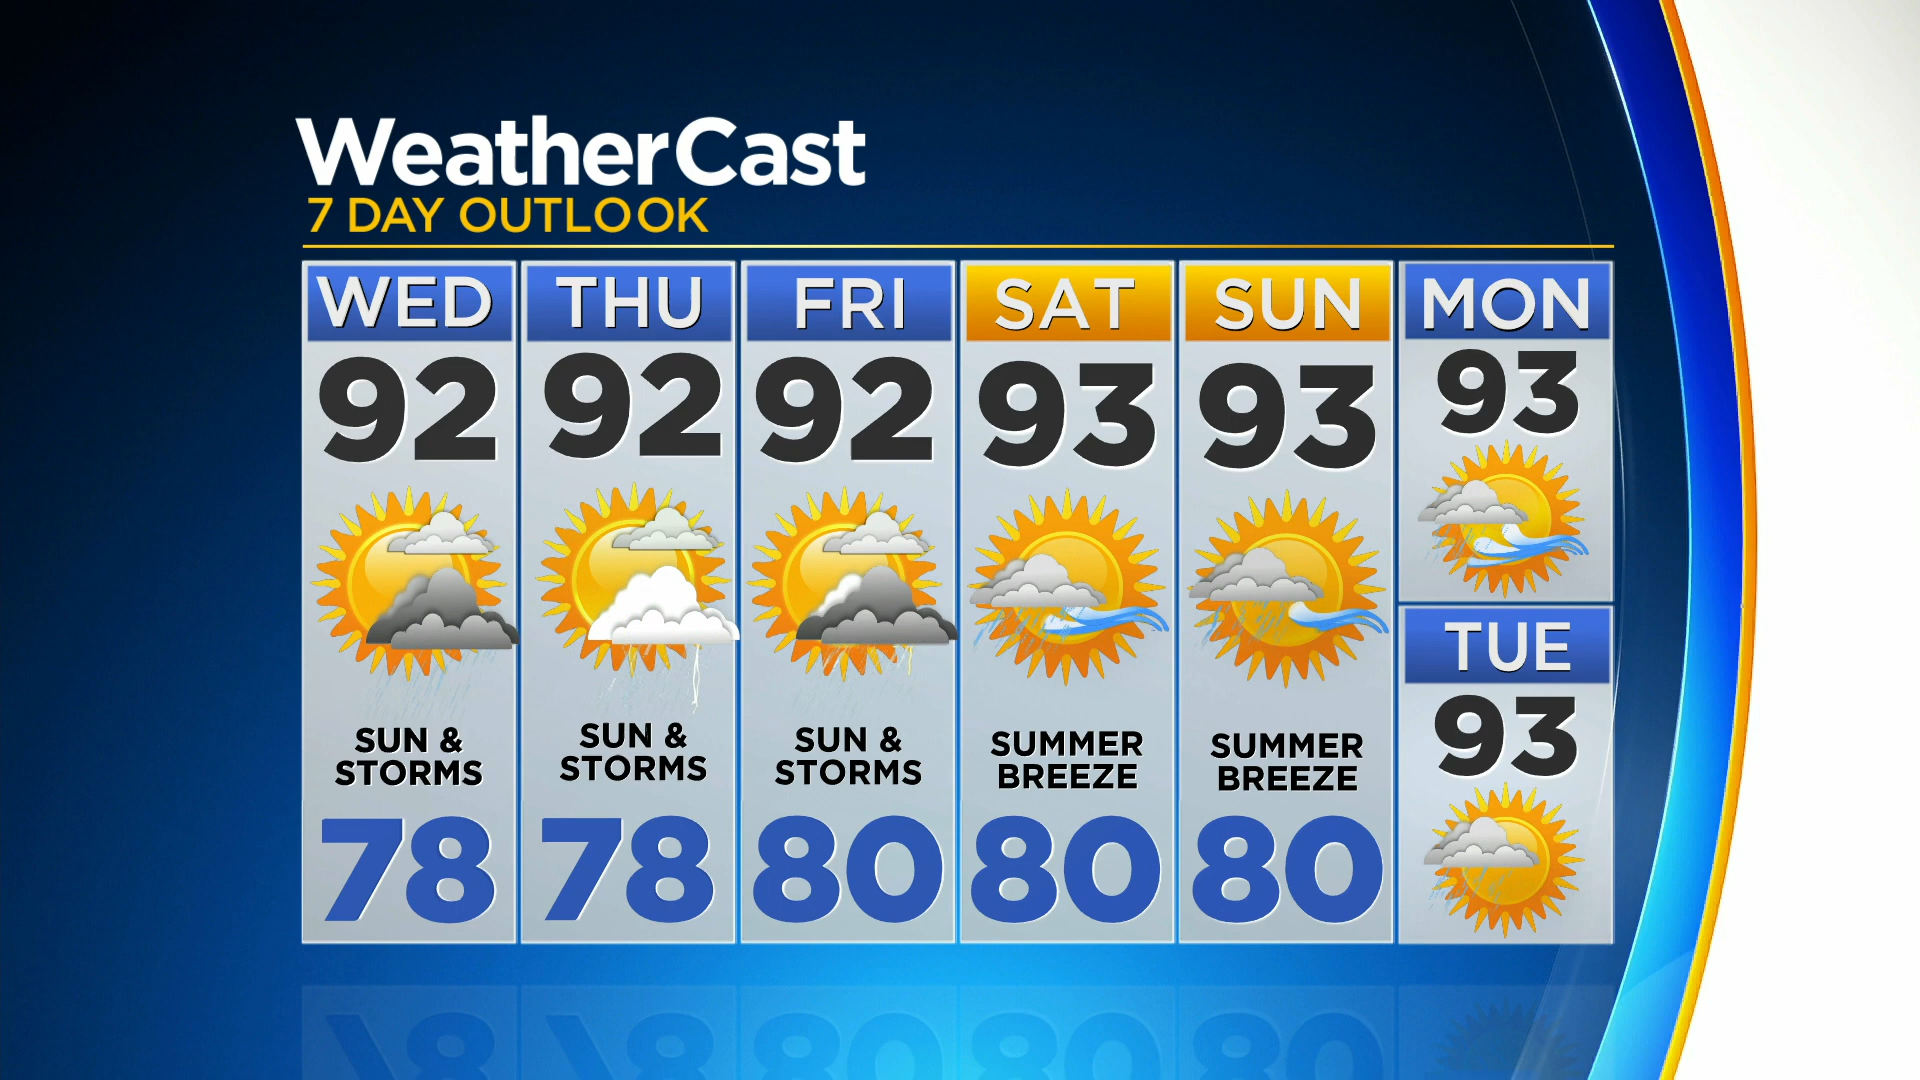 WeatherCast
7 DAY OUTLOOK
WED
92
SUN &
STORMS
78
THU
92
SUN &
STORMS
78
FRI
92
SUN &
STORMS
80
SAT
93
SUMMER
BREEZE
80
SUN
93
SUMMER
BREEZE
80
MON
93
TUE
93